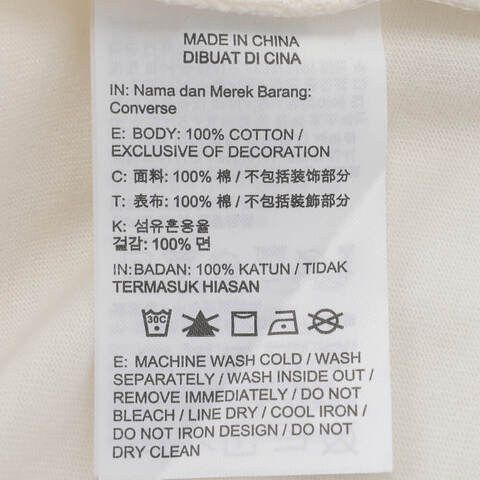 MADE IN CHINA
DIBUAT DI CINA
IN: Nama dan Merek Barang:
Converse
E: BODY: 100% COTTON /
EXCLUSIVE OF DECORATION
C: 面料: 100% 棉 / 不包括装饰部分
T: 表布: 100% 棉 / 不包括裝飾部分
K: 섬유혼용율
겉감: 100% 면
IN:BADAN: 100% KATUN / TIDAK
TERMASUK HIASAN
30C
E: MACHINE WASH COLD / WASH
SEPARATELY / WASH INSIDE OUT /
REMOVE IMMEDIATELY / DO NOT
BLEACH / LINE DRY / COOL IRON /
DO NOT IRON DESIGN / DO NOT
DRY CLEAN